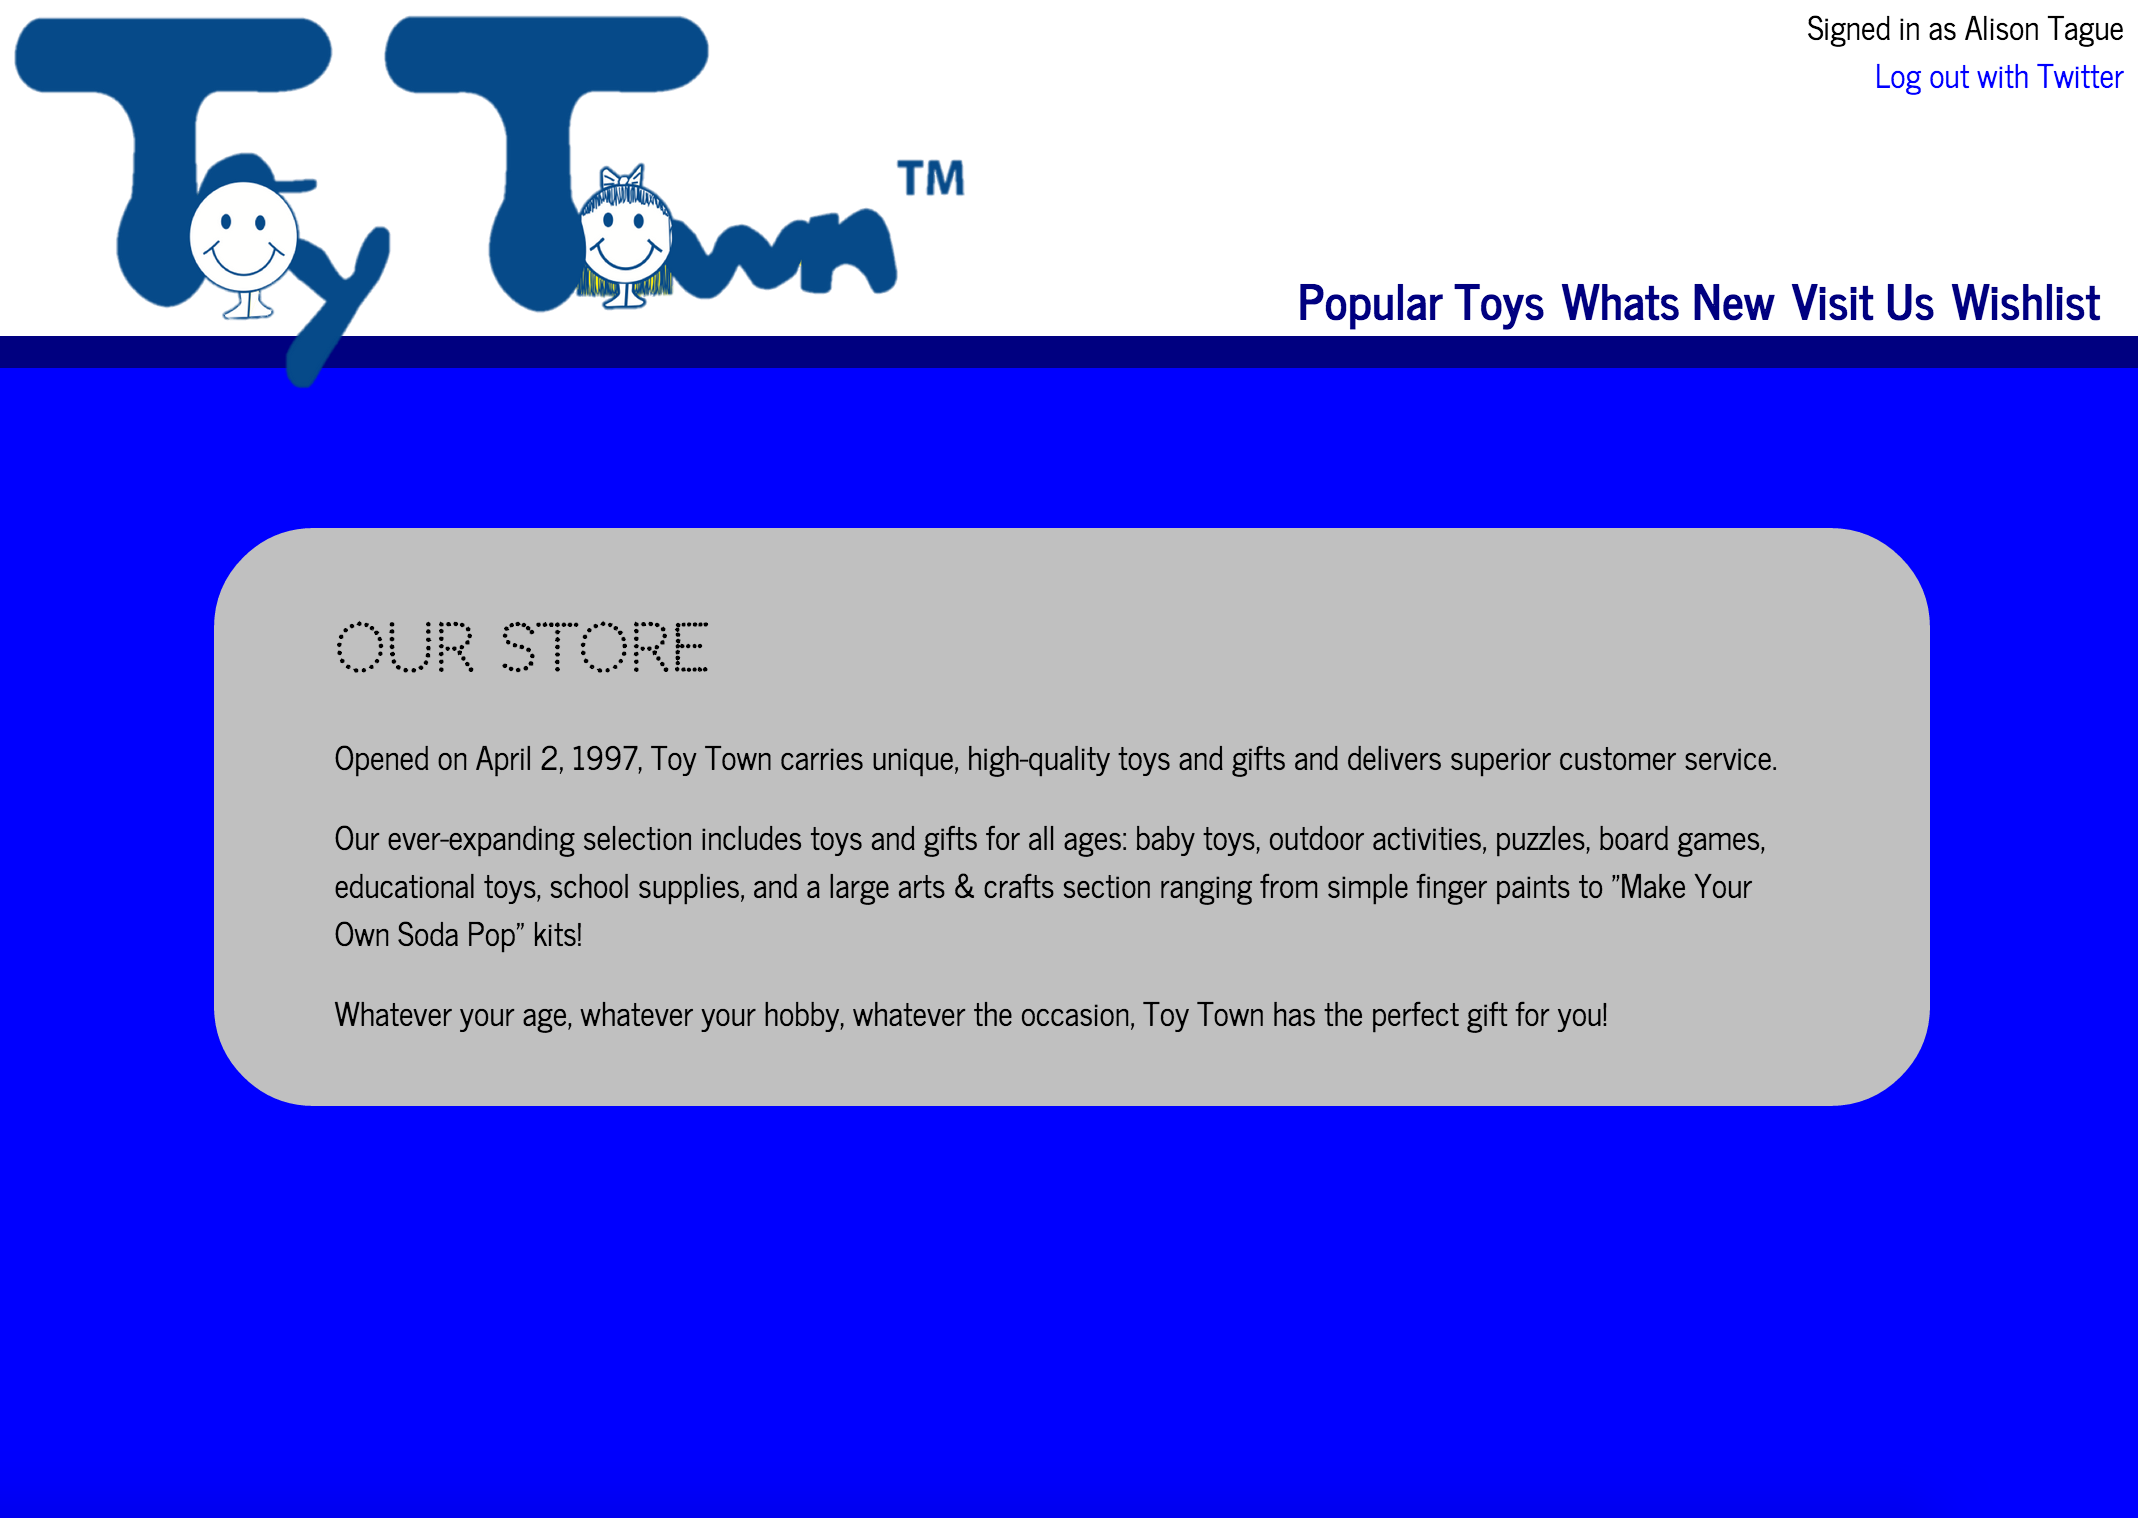 Toy Town TM
Signed in as Alison Tague
Log out with Twitter
Popular Toys Whats New Visit Us Wishlist
OUR STORE
Opened on April 2, 1997, Toy Town carries unique, high-quality toys and gifts and delivers superior customer service.
Our ever-expanding selection includes toys and gifts for all ages: baby toys, outdoor activities, puzzles, board games,
educational toys, school supplies, and a large arts & crafts section ranging from simple finger paints to "Make Your
Own Soda Pop" kits!
Whatever your age, whatever your hobby, whatever the occasion, Toy Town has the perfect gift for you!